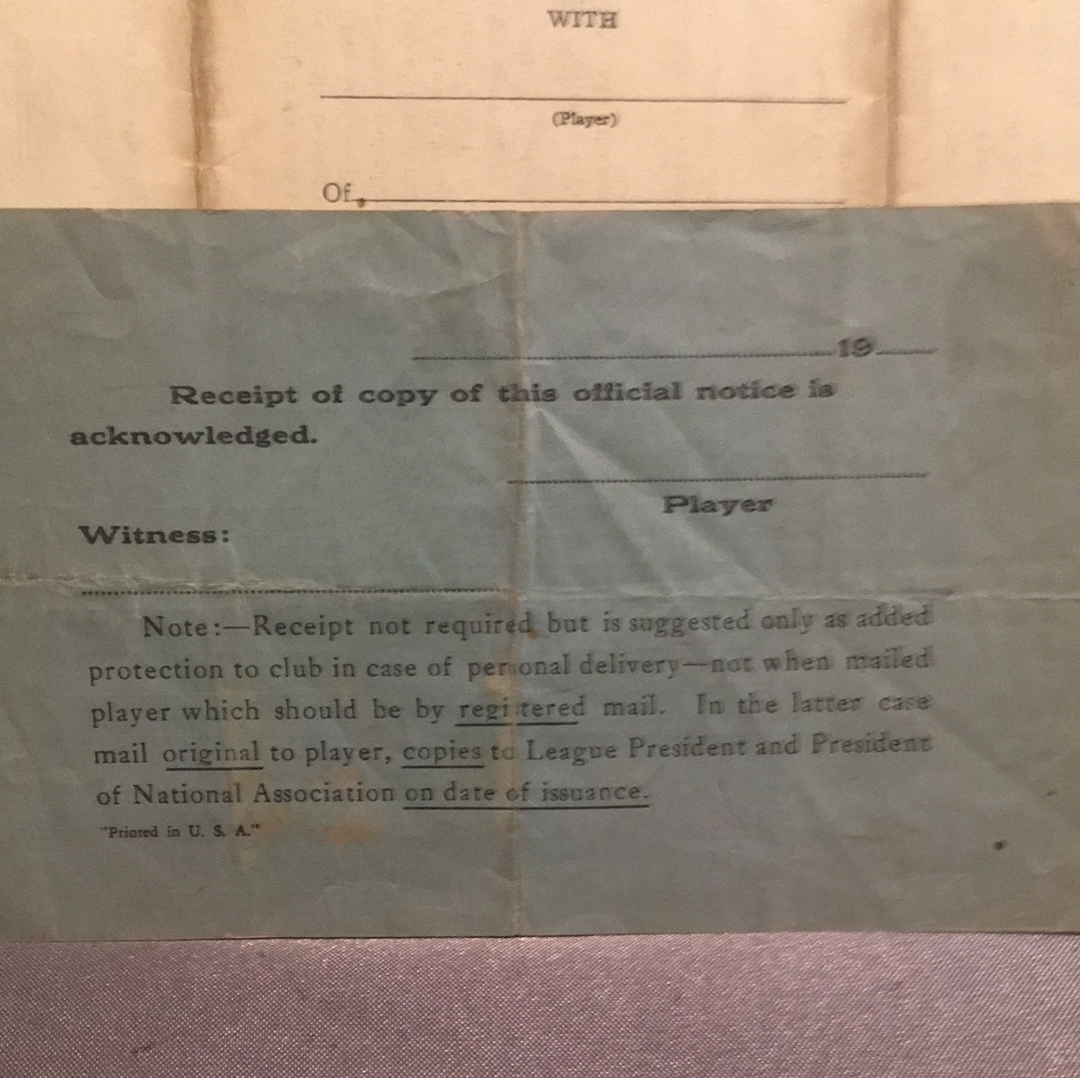 WITH
(Player)
Of
19
Receipt of copy of this official notice is
acknowledged.
Player
Witness:
Note:—Receipt not required but is suggested only as added
protection to club in case of personal delivery—not when mailed
player which should be by registered mail. In the latter case
mail original to player, copies to League President and President
of National Association on date of issuance.
"Printed in U. S. A."